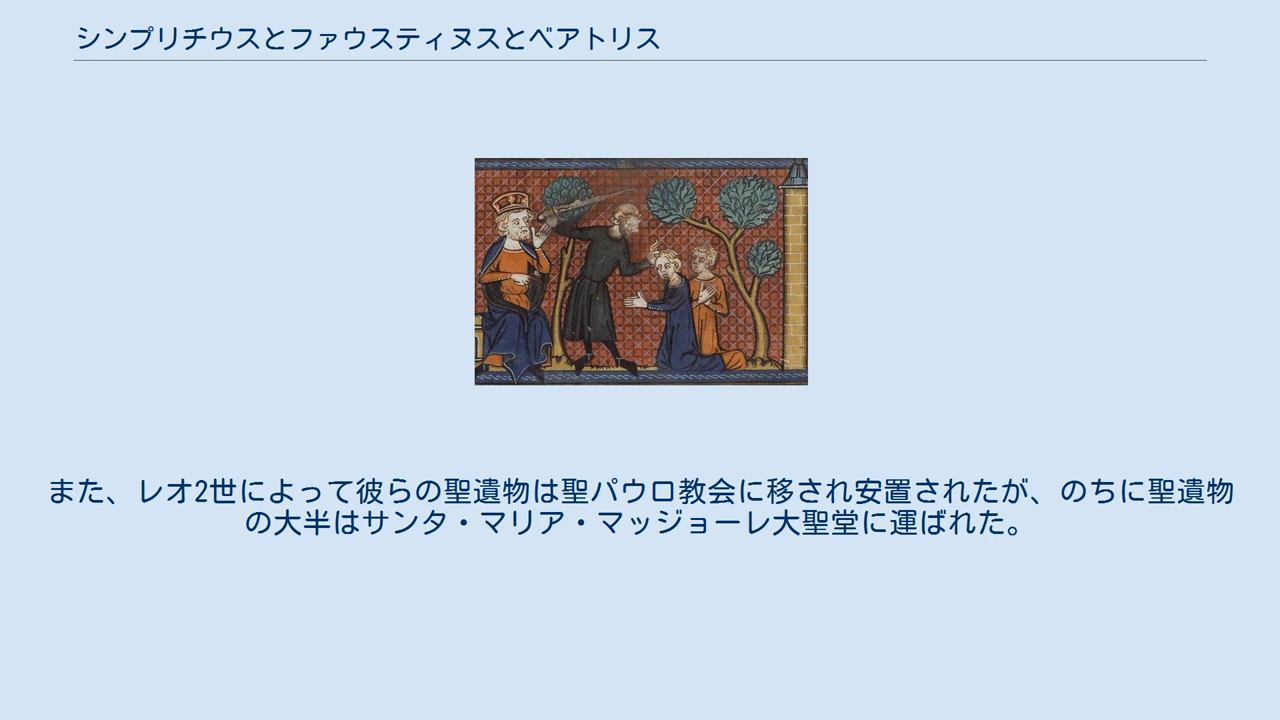 シンプリチウスとファウスティヌスとベアトリス
また、レオ2世によって彼らの聖遺物は聖パウロ教会に移され安置されたが、のちに聖遺物
の大半はサンタ・マリア・マッジョーレ大聖堂に運ばれた。